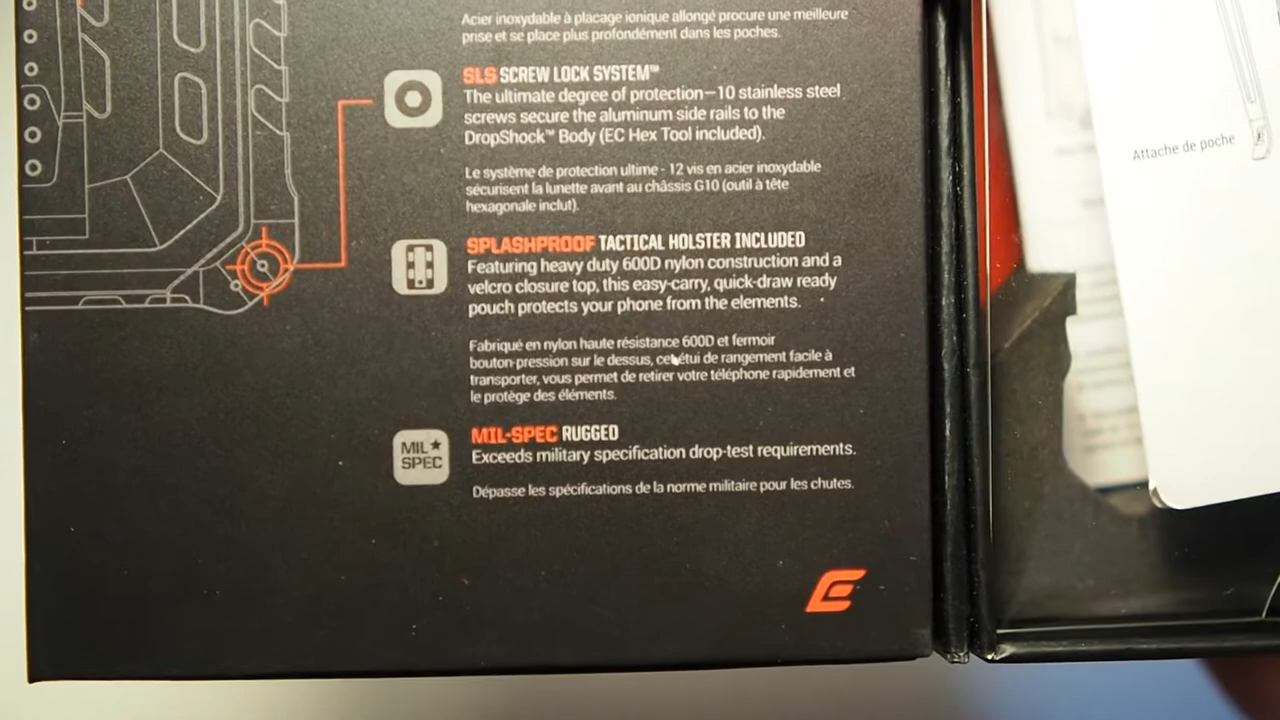 Acier inoxydable à placage ionique allongé procure une meilleure
prise et se place plus profondément dans les poches.
SLS SCREW LOCK SYSTEM™
The ultimate degree of protection—10 stainless steel
screws secure the aluminum side rails to the
DropShock™ Body (EC Hex Tool included).
Le système de protection ultime - 12 vis en acier inoxydable
sécurisent la lunette avant au châssis G10 (outil à tête
hexagonale inclut).
SPLASHPROOF TACTICAL HOLSTER INCLUDED
Featuring heavy duty 600D nylon construction and a
velcro closure top, this easy-carry, quick-draw ready
pouch protects your phone from the elements.
Fabriqué en nylon haute résistance 600D et fermoir
bouton-pression sur le dessus, cet étui de rangement facile à
transporter, vous permet de retirer votre téléphone rapidement et
le protège des éléments.
MIL★
SPEC
MIL-SPEC RUGGED
Exceeds military specification drop-test requirements.
Dépasse les spécifications de la norme militaire pour les chutes.
Attache de poche